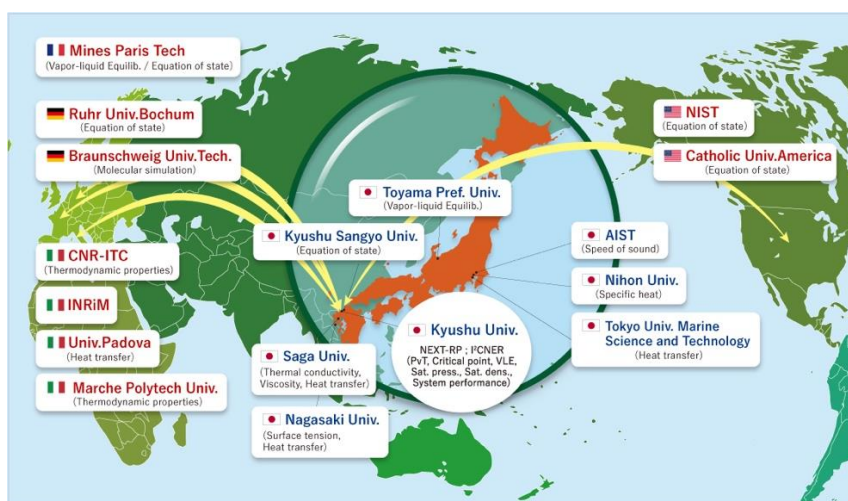 Mines Paris Tech
(Vapor-liquid Equilib. / Equation of state)
Ruhr Univ.Bochum
(Equation of state)
Braunschweig Univ.Tech.
(Molecular simulation)
CNR-ITC
(Thermodynamic properties)
INRiM
Univ.Padova
(Heat transfer)
Marche Polytech Univ.
(Thermodynamic properties)
Toyama Pref. Univ.
(Vapor-liquid Equilib.)
Kyushu Sangyo Univ.
(Equation of state)
Saga Univ.
(Thermal conductivity,
Viscosity, Heat transfer)
Nagasaki Univ.
(Surface tension,
Heat transfer)
Kyushu Univ.
NEXT-RP ; I²CNER
(PvT, Critical point, VLE,
Sat. press., Sat. dens.,
System performance)
NIST
(Equation of state)
Catholic Univ.America
(Equation of state)
AIST
(Speed of sound)
Nihon Univ.
(Specific heat)
Tokyo Univ. Marine
Science and Technology
(Heat transfer)